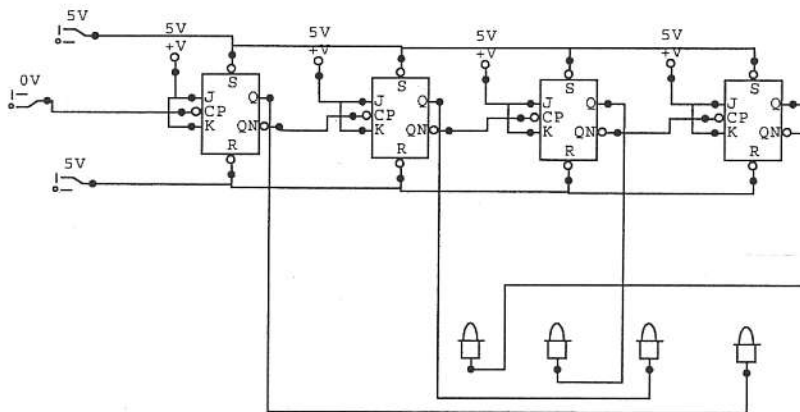 5V
5V 5V 5V 5V
+V +V +V +V
0V
S S S S
J Q J Q J Q J Q
CP CP CP CP
K QN K QN K QN K QN
R R R R
5V